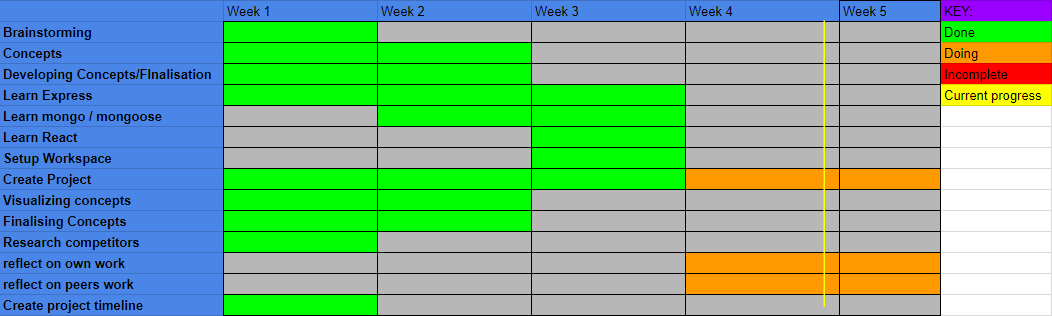 Week 1 Week 2 Week 3 Week 4 Week 5 KEY:
Brainstorming Done
Concepts Doing
Developing Concepts/FInalisation Incomplete
Learn Express Current progress
Learn mongo / mongoose
Learn React
Setup Workspace
Create Project
Visualizing concepts
Finalising Concepts
Research competitors
reflect on own work
reflect on peers work
Create project timeline